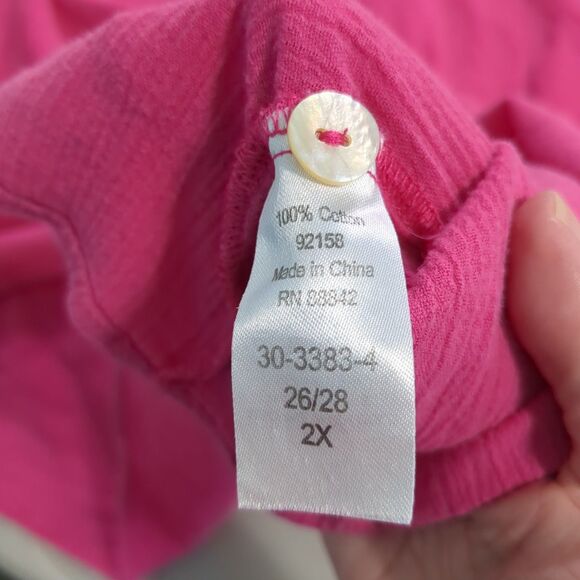 100% Cotton
92158
Made in China
RN 88842
30-3383-4
26/28
2X